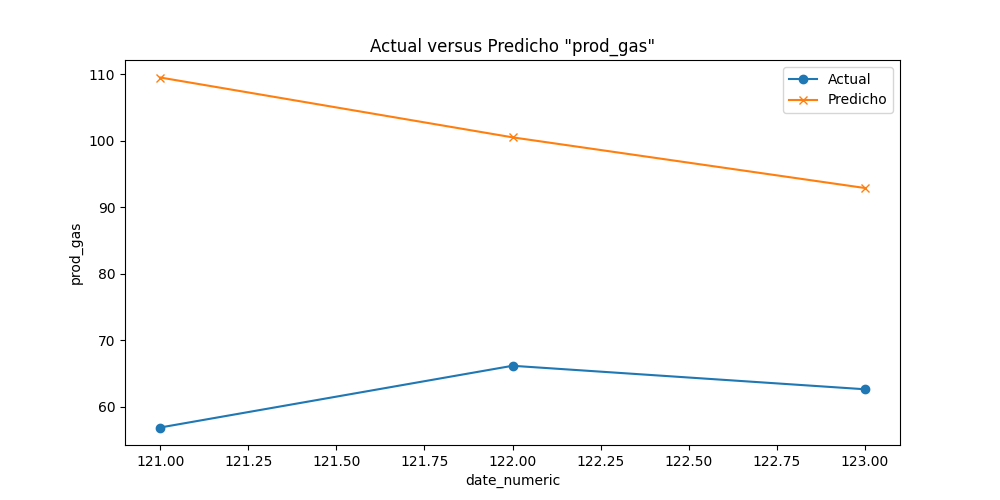 Actual versus Predicho "prod_gas"
Actual
Predicho
prod_gas
110
100
90
80
70
60
121.00 121.25 121.50 121.75 122.00 122.25 122.50 122.75 123.00
date_numeric